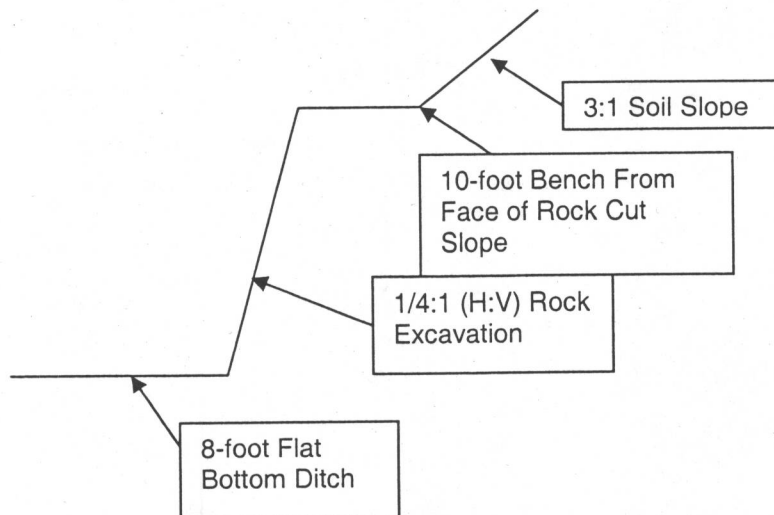 3:1 Soil Slope
10-foot Bench From
Face of Rock Cut
Slope
1/4:1 (H:V) Rock
Excavation
8-foot Flat
Bottom Ditch